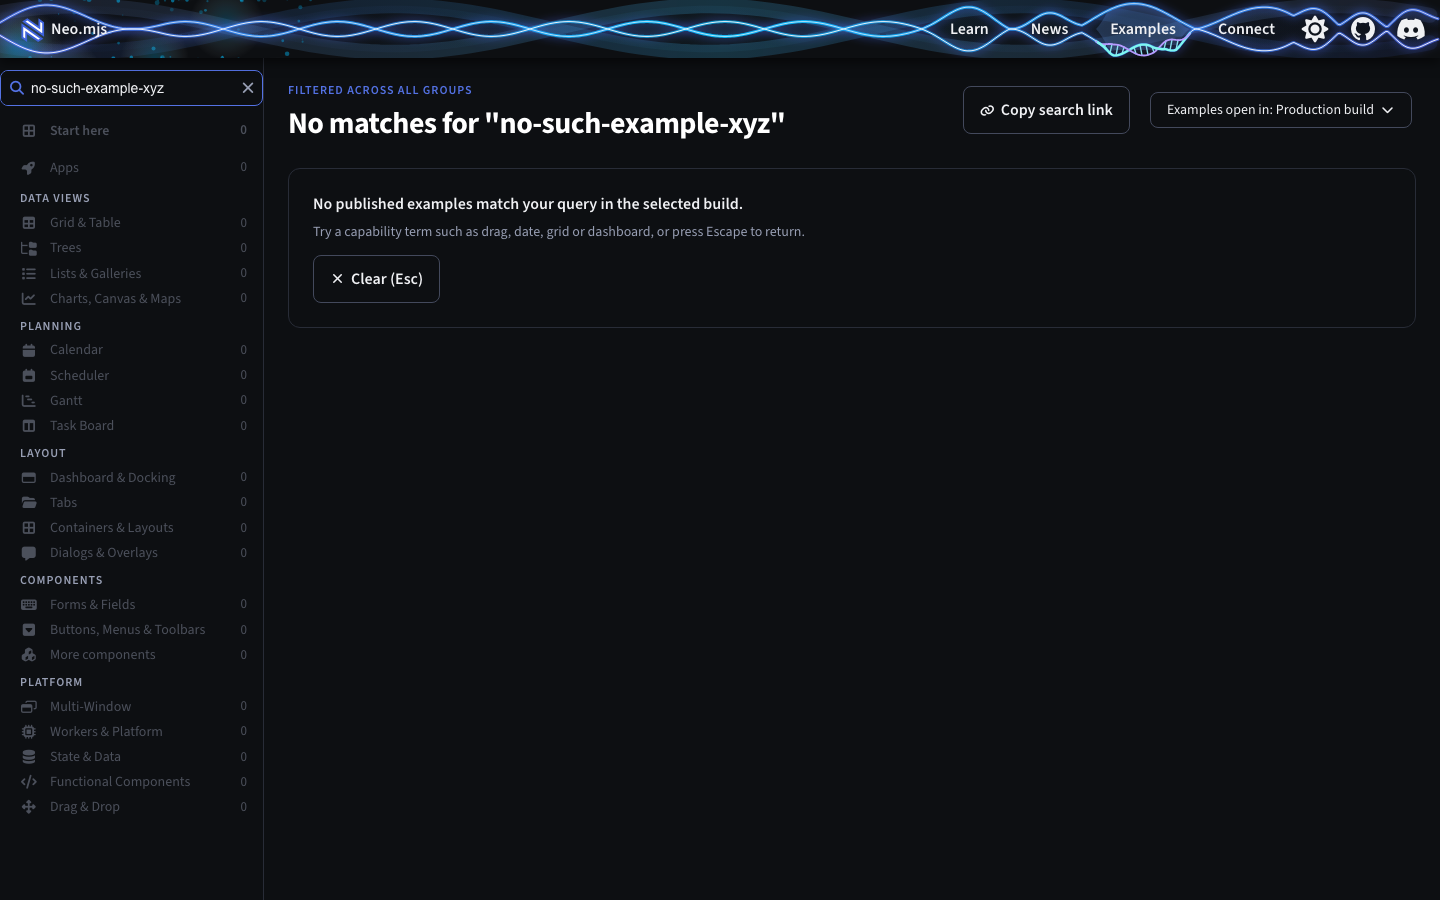 Neo.mjs
Learn
News
Examples
Connect
no-such-example-xyz
Start here 0
Apps 0
DATA VIEWS
Grid & Table 0
Trees 0
Lists & Galleries 0
Charts, Canvas & Maps 0
PLANNING
Calendar 0
Scheduler 0
Gantt 0
Task Board 0
LAYOUT
Dashboard & Docking 0
Tabs 0
Containers & Layouts 0
Dialogs & Overlays 0
COMPONENTS
Forms & Fields 0
Buttons, Menus & Toolbars 0
More components 0
PLATFORM
Multi-Window 0
Workers & Platform 0
State & Data 0
Functional Components 0
Drag & Drop 0
FILTERED ACROSS ALL GROUPS
No matches for "no-such-example-xyz"
Copy search link
Examples open in: Production build
No published examples match your query in the selected build.
Try a capability term such as drag, date, grid or dashboard, or press Escape to return.
Clear (Esc)